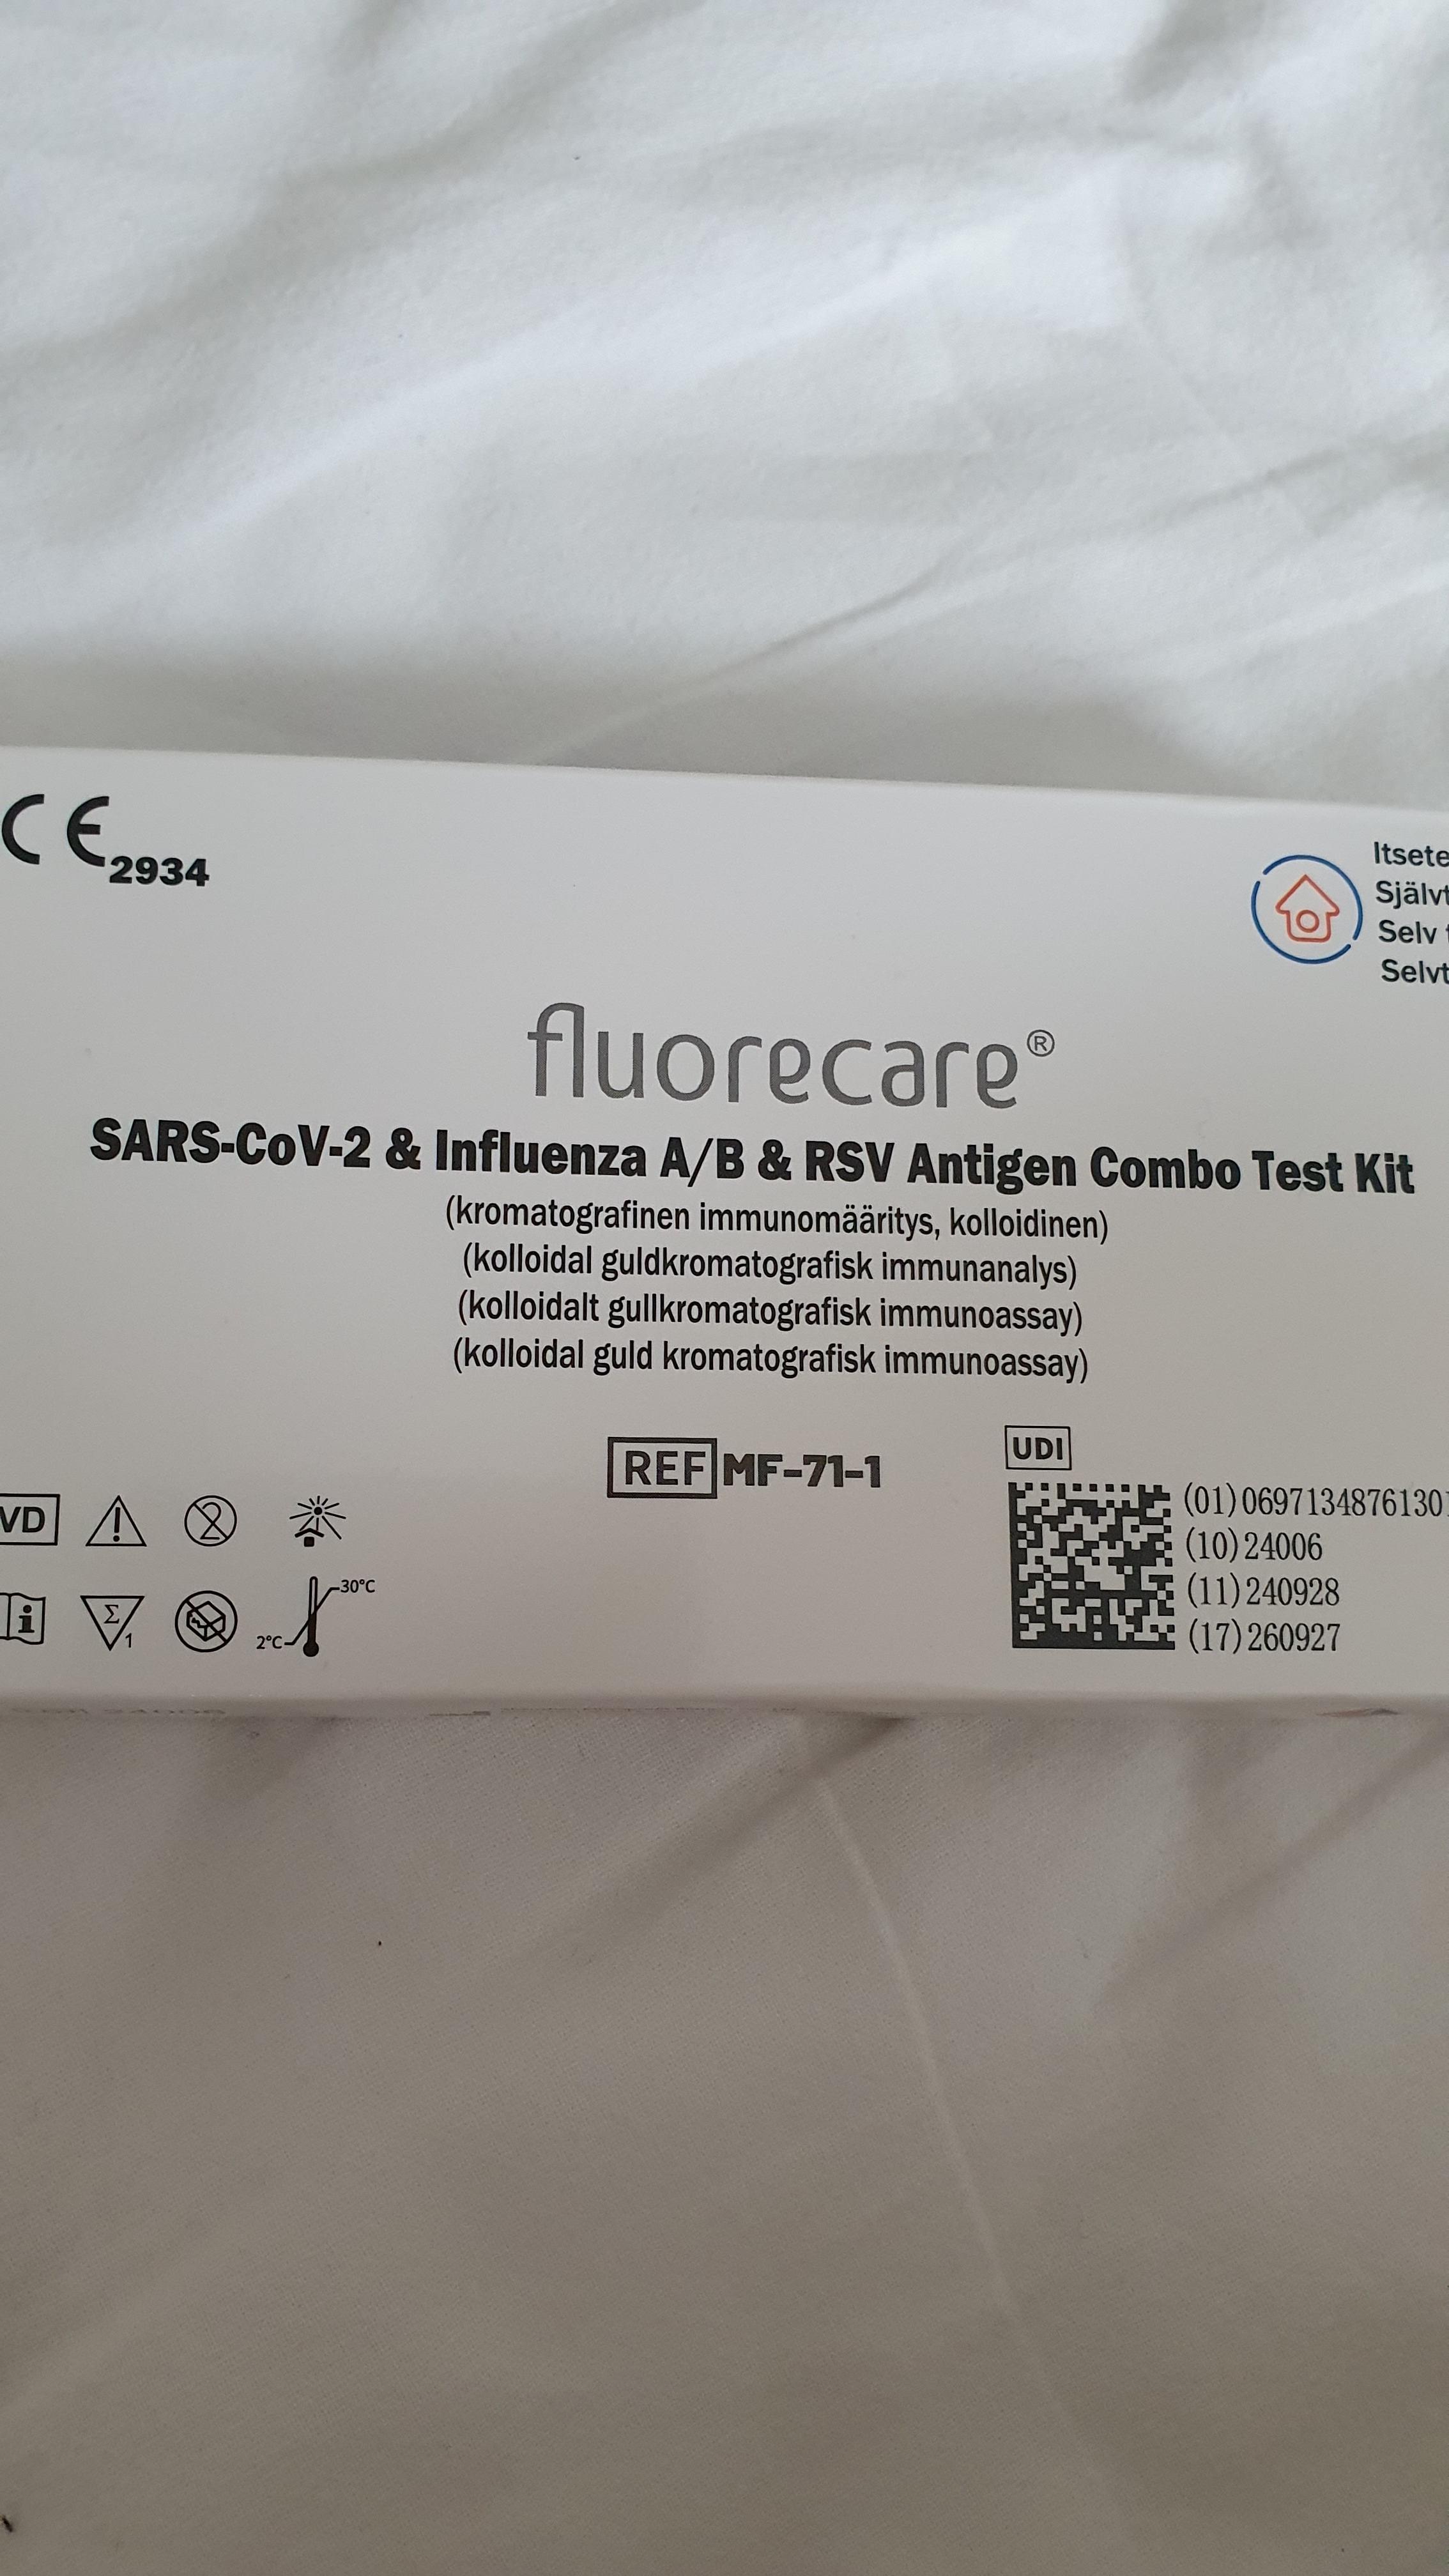 CE 2934
Itsete
Självt
Selv t
Selvt
fluorecare®
SARS-CoV-2 & Influenza A/B & RSV Antigen Combo Test Kit
(kromatografinen immunomääritys, kolloidinen)
(kolloidal guldkromatografisk immunanalys)
(kolloidalt gullkromatografisk immunoassay)
(kolloidal guld kromatografisk immunoassay)
REF MF-71-1
UDI
(01)0697134876130
(10)24006
(11)240928
(17)260927
VD
Σ 1
2°C
30°C